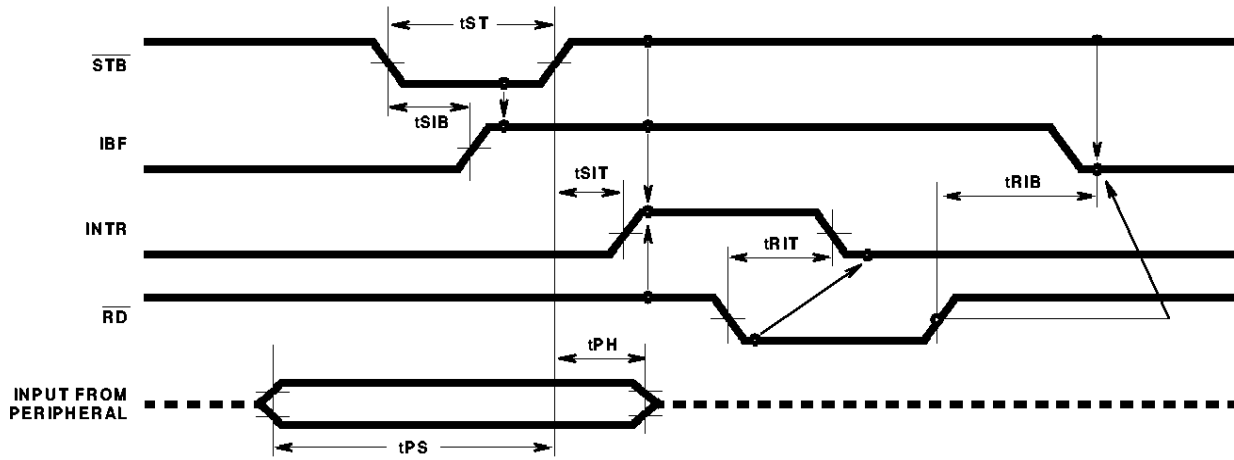 tST
STB
tSIB
IBF
tSIT
tRIB
INTR
tRIT
RD
tPH
INPUT FROM
PERIPHERAL
tPS